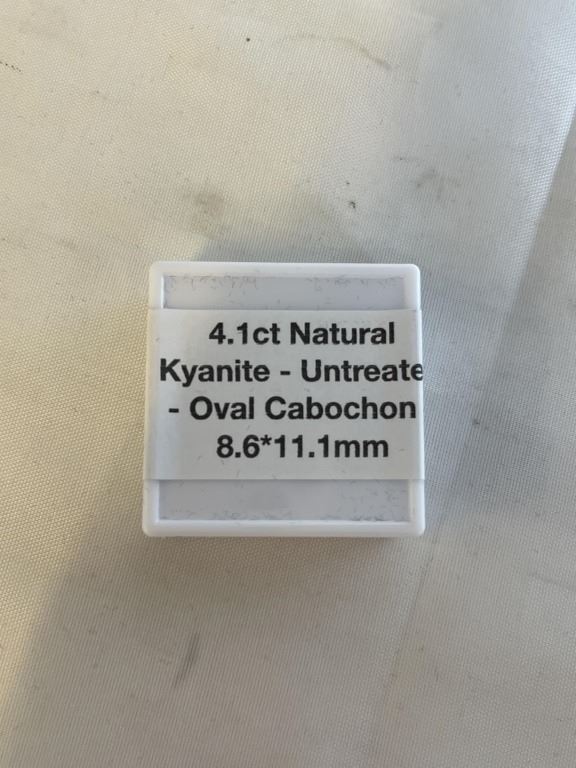 4.1ct Natural
Kyanite - Untreate
- Oval Cabochon
8.6*11.1mm